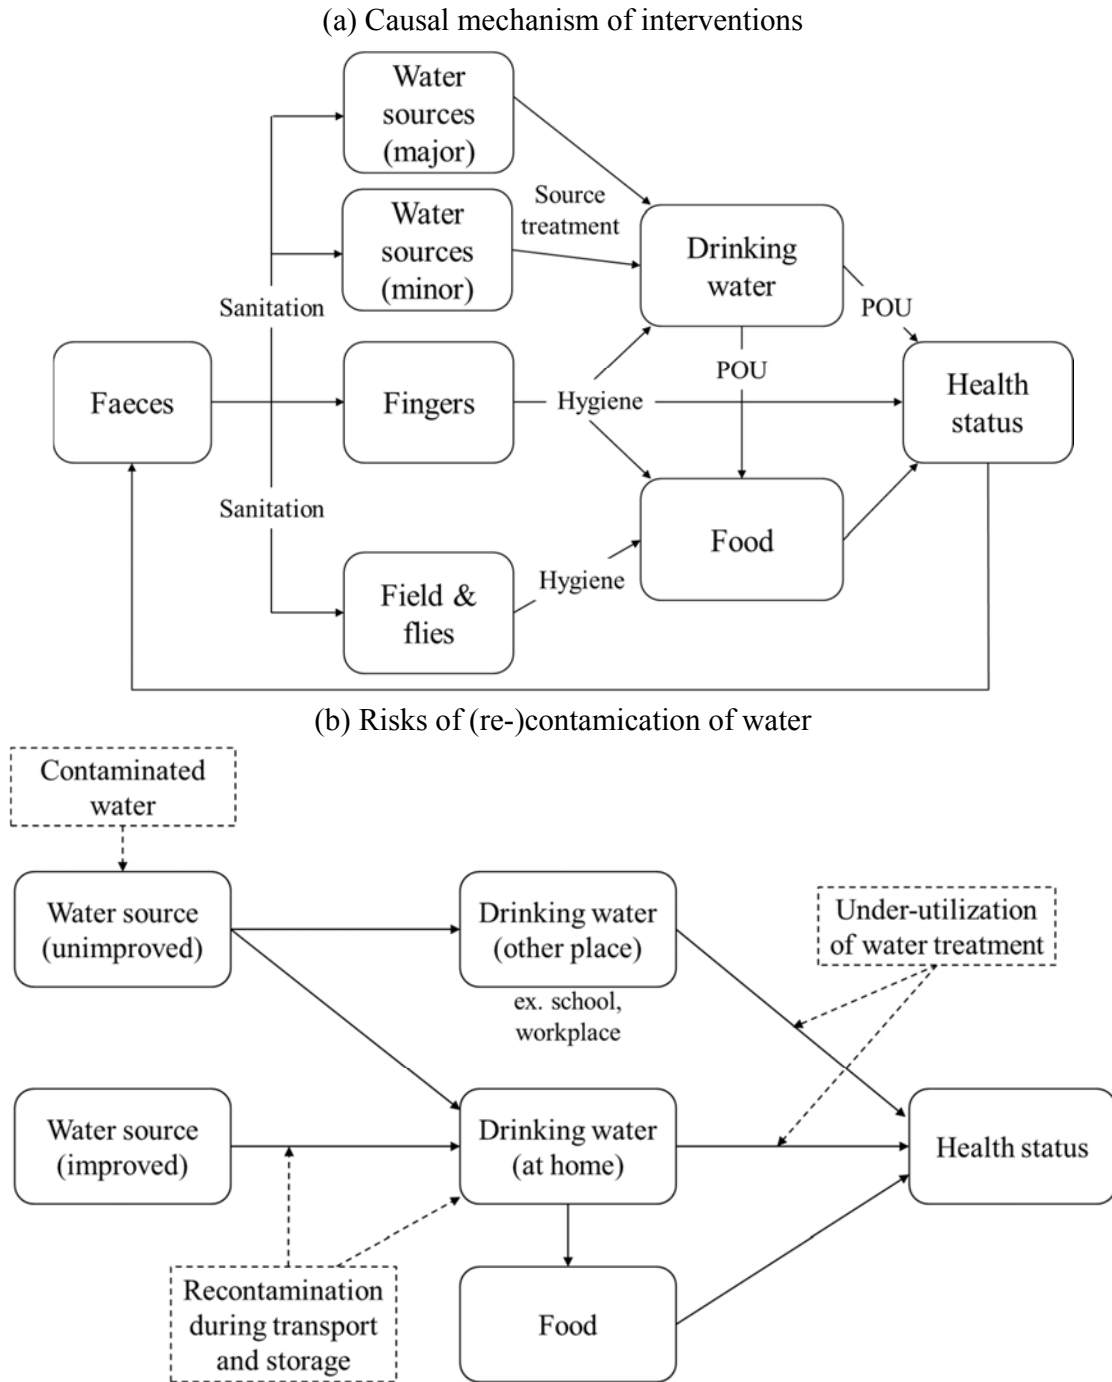 (a) Causal mechanism of interventions
Water
sources
(major)
Water
sources
(minor)
Source
treatment
Drinking
water
Sanitation
POU
POU
Faeces
Fingers
Hygiene
Health
status
Sanitation
Food
Field &
flies
Hygiene
(b) Risks of (re-)contamication of water
Contaminated
water
Water source
(unimproved)
Drinking water
(other place)
ex. school,
workplace
Under-utilization
of water treatment
Water source
(improved)
Drinking water
(at home)
Health status
Recontamination
during transport
and storage
Food